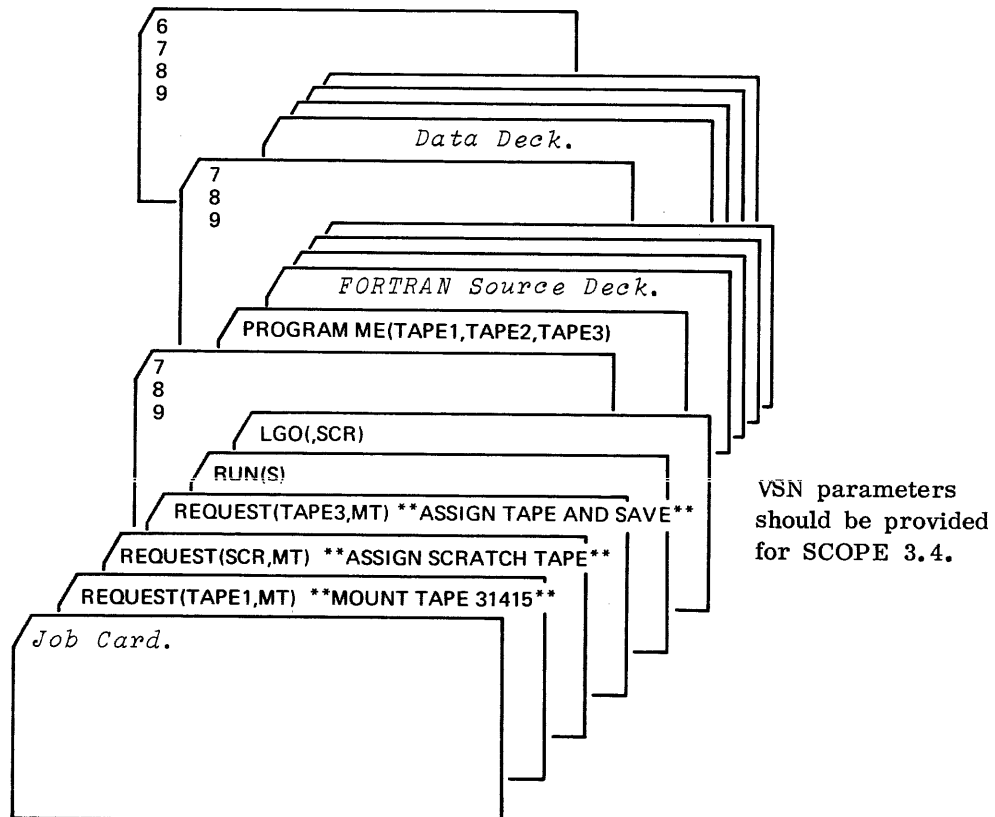 6
7
8
9
Data Deck.
7
8
9
FORTRAN Source Deck.
PROGRAM ME(TAPE1,TAPE2,TAPE3)
7
8
9
LGO(,SCR)
RUN(S)
REQUEST(TAPE3,MT) **ASSIGN TAPE AND SAVE**
REQUEST(SCR,MT) **ASSIGN SCRATCH TAPE**
REQUEST(TAPE1,MT) **MOUNT TAPE 31415**
Job Card.
VSN parameters
should be provided
for SCOPE 3.4.